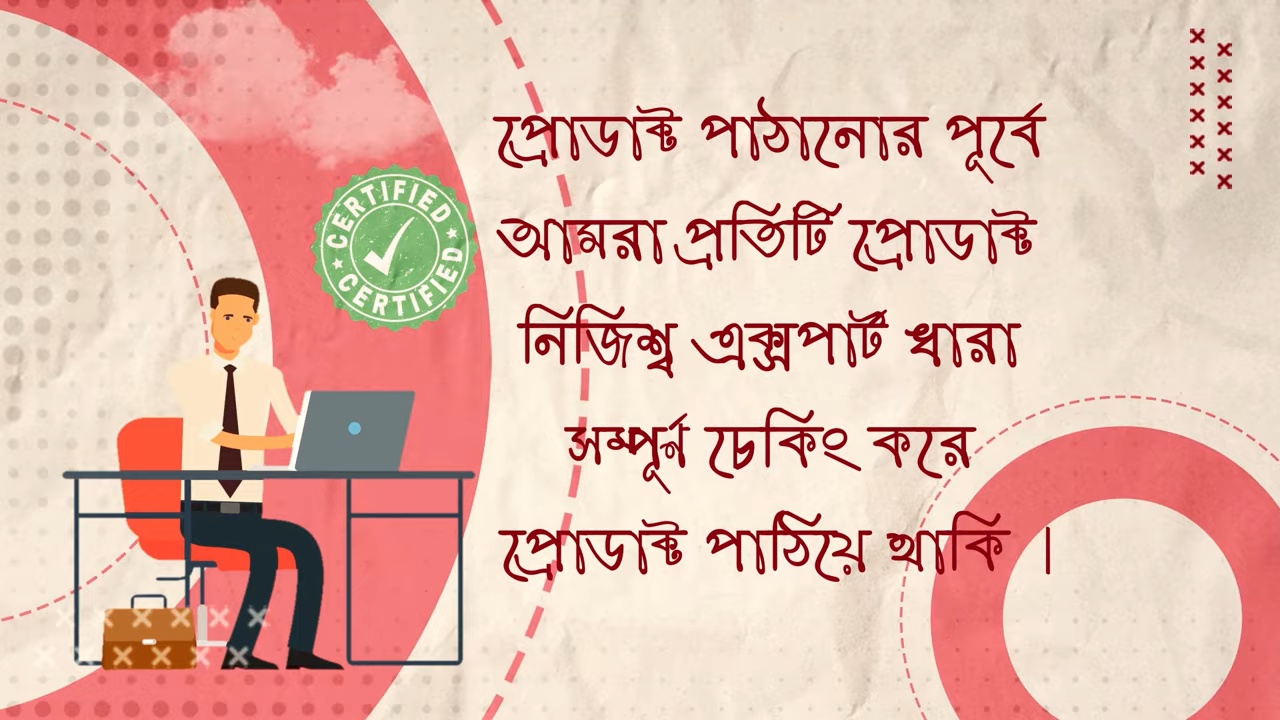 CERTIFIED
CERTIFIED
প্রোডাক্ট পাঠানোর পূর্বে
আমরা প্রতিটি প্রোডাক্ট
নিজিশ্ব এক্সপার্ট ধারা
সম্পূর্ণ চেকিং করে
প্রোডাক্ট পাঠিয়ে থাকি ।